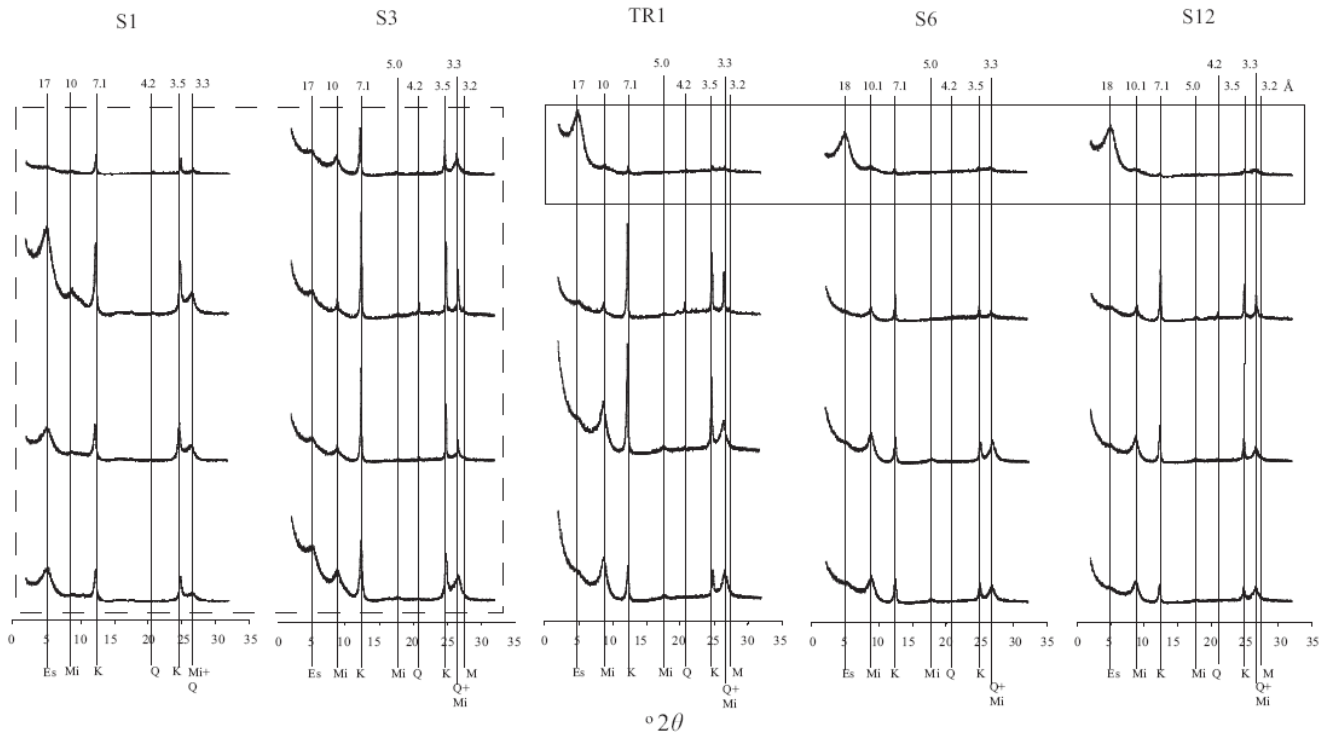 S1 S3 TR1 S6 S12
5.0 3.3 5.0 3.3 5.0 3.3 4.2 3.3
17 10 7.1 4.2 3.5 3.3 17 10 7.1 4.2 3.5 3.2 17 10 7.1 4.2 3.5 3.2 18 10.1 7.1 4.2 3.5 18 10.1 7.1 5.0 3.5 3.2 Å
0 5 10 15 20 25 30 35 0 5 10 15 20 25 30 35 0 5 10 15 20 25 30 35 0 5 10 15 20 25 30 35 0 5 10 15 20 25 30 35
Es Mi K Q K Mi+ Es Mi K Mi Q K M Es Mi K Mi Q K M Es Mi K Mi Q K Es Mi K Mi Q K M
Q Q+ Q+ Q+ Q+
Mi Mi Mi Mi
° 2θ